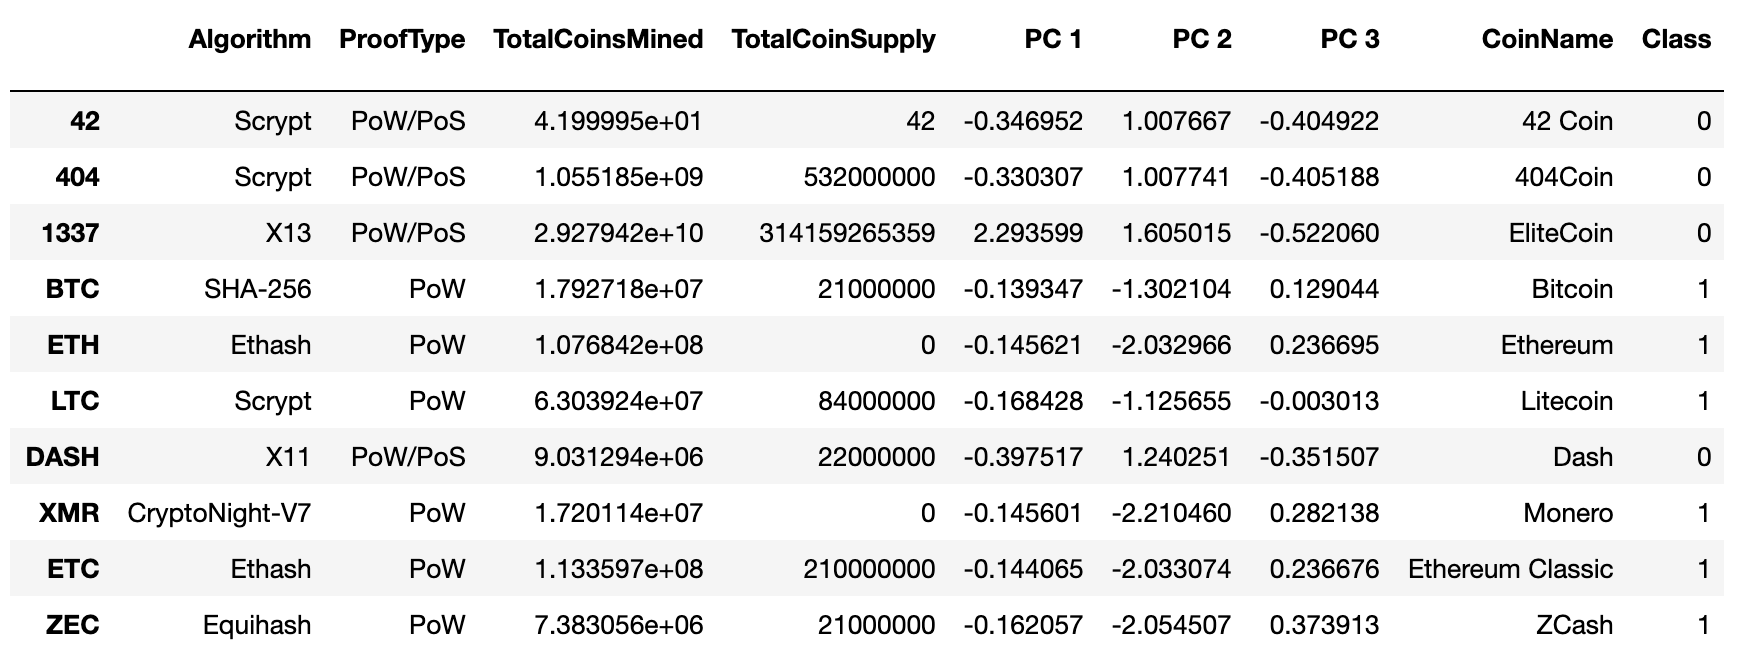 Algorithm ProofType TotalCoinsMined TotalCoinSupply PC 1 PC 2 PC 3 CoinName Class
42 Scrypt PoW/PoS 4.199995e+01 42 -0.346952 1.007667 -0.404922 42 Coin 0
404 Scrypt PoW/PoS 1.055185e+09 532000000 -0.330307 1.007741 -0.405188 404Coin 0
1337 X13 PoW/PoS 2.927942e+10 314159265359 2.293599 1.605015 -0.522060 EliteCoin 0
BTC SHA-256 PoW 1.792718e+07 21000000 -0.139347 -1.302104 0.129044 Bitcoin 1
ETH Ethash PoW 1.076842e+08 0 -0.145621 -2.032966 0.236695 Ethereum 1
LTC Scrypt PoW 6.303924e+07 84000000 -0.168428 -1.125655 -0.003013 Litecoin 1
DASH X11 PoW/PoS 9.031294e+06 22000000 -0.397517 1.240251 -0.351507 Dash 0
XMR CryptoNight-V7 PoW 1.720114e+07 0 -0.145601 -2.210460 0.282138 Monero 1
ETC Ethash PoW 1.133597e+08 210000000 -0.144065 -2.033074 0.236676 Ethereum Classic 1
ZEC Equihash PoW 7.383056e+06 21000000 -0.162057 -2.054507 0.373913 ZCash 1